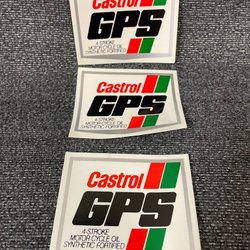 Castrol
GPS
4-STROKE
MOTOR CYCLE OIL
SYNTHETIC FORTIFIED
Castrol
GPS
4-STROKE
MOTOR CYCLE OIL
SYNTHETIC FORTIFIED
Castrol
GPS
4-STROKE
MOTOR CYCLE OIL
SYNTHETIC FORTIFIED